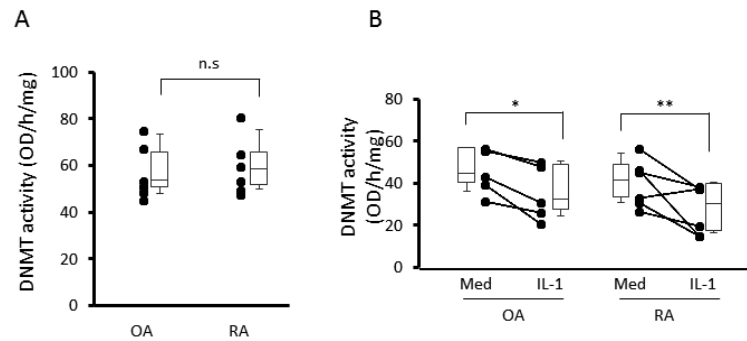 A
DNMT activity (OD/h/mg)
100
80
60
40
20
0
n.s
OA RA
B
DNMT activity
(OD/h/mg)
80
60
40
20
0
*
**
Med IL-1 Med IL-1
OA RA